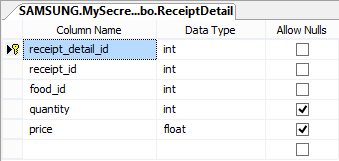 SAMSUNG.MySecre...bo.ReceiptDetail
Column Name Data Type Allow Nulls
receipt_detail_id int
receipt_id int
food_id int
quantity int
price float